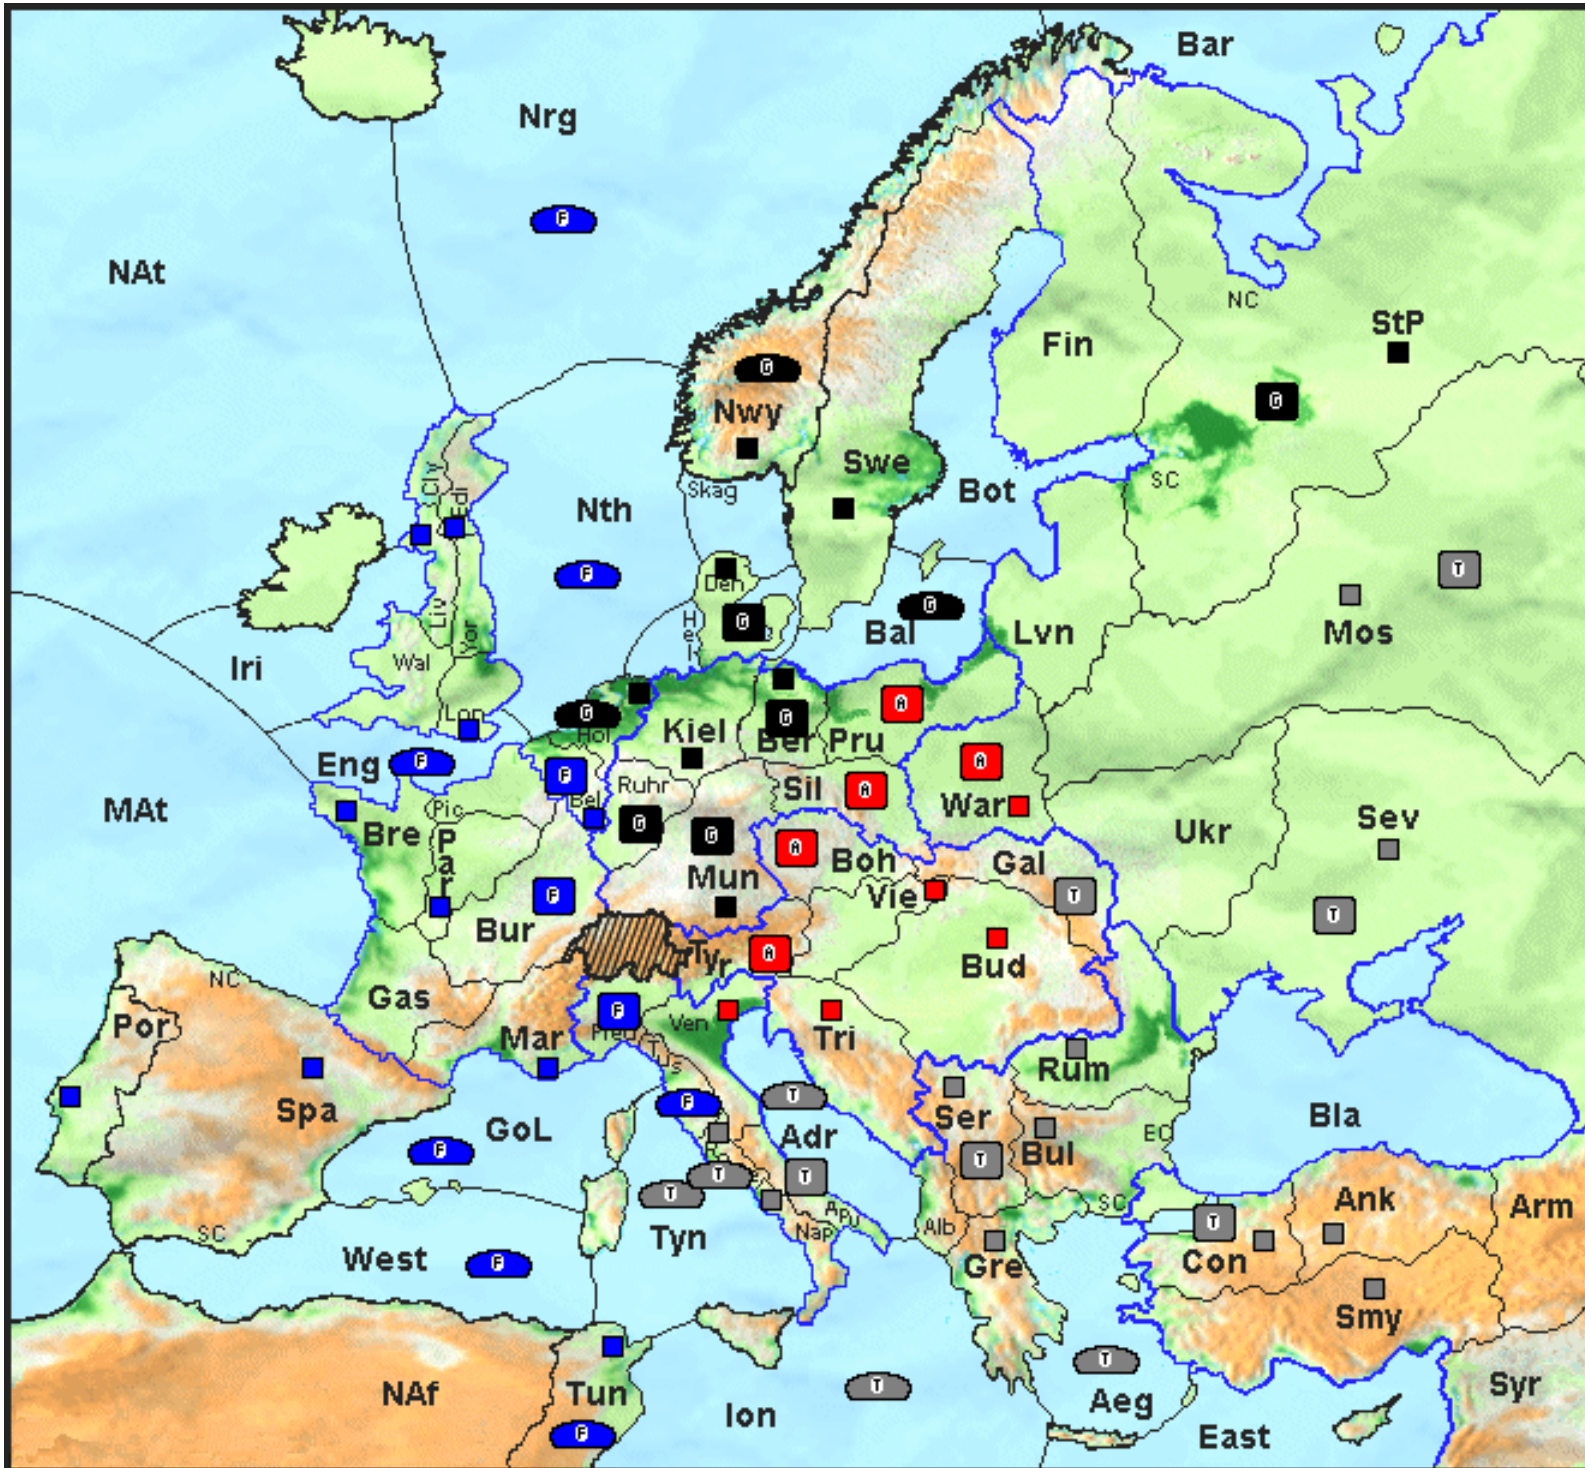 Bar
Nrg
F
NAt
NC
StP
Fin
G
G
Nwy
Swe
SC
Cly
Edi
Skag
Bot
Nth
T
F
Den
G
G
Mos
Hel
Bal
Lvn
Liv
Yor
Iri
Wal
Lon
G
Hol
Kiel
G
Ber
Pru
A
Eng
F
F
Ruhr
Sil
A
A
War
MAt
Bre
Pic
Bel
Par
G
G
A
Boh
Gal
Ukr
Sev
Mun
Vie
F
T
T
Bur
Tyr
A
Bud
NC
Gas
Por
F
Pied
Ven
Tri
Mar
Tus
Rum
Spa
F
T
Ser
GoL
Adr
Bla
F
Bul
EC
T
T
T
T
Ank
Arm
SC
Apu
Nap
Alb
SC
T
West
Tyn
Gre
Con
F
Smy
NAf
Tun
Ion
T
T
Aeg
Syr
F
East